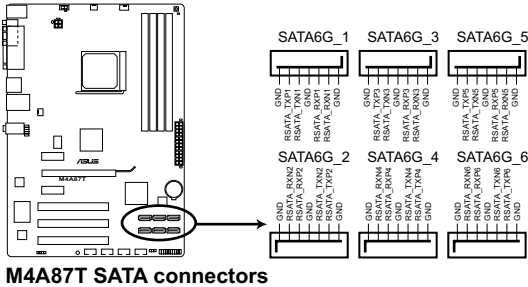 SATA6G_1
SATA6G_3
SATA6G_5
GND
RSATA_TXP1
RSATA_TXN1
GND
RSATA_RXP1
RSATA_RXN1
GND
GND
RSATA_TXP3
RSATA_TXN3
GND
RSATA_RXP3
RSATA_RXN3
GND
GND
RSATA_TXP5
RSATA_TXN5
GND
RSATA_RXP5
RSATA_RXN5
GND
SATA6G_2
SATA6G_4
SATA6G_6
GND
RSATA_RXN2
RSATA_RXP2
GND
RSATA_TXN2
RSATA_TXP2
GND
GND
RSATA_RXN4
RSATA_RXP4
GND
RSATA_TXN4
RSATA_TXP4
GND
GND
RSATA_RXN6
RSATA_RXP6
GND
RSATA_TXN6
RSATA_TXP6
GND
ASUS
M4A87T
M4A87T SATA connectors